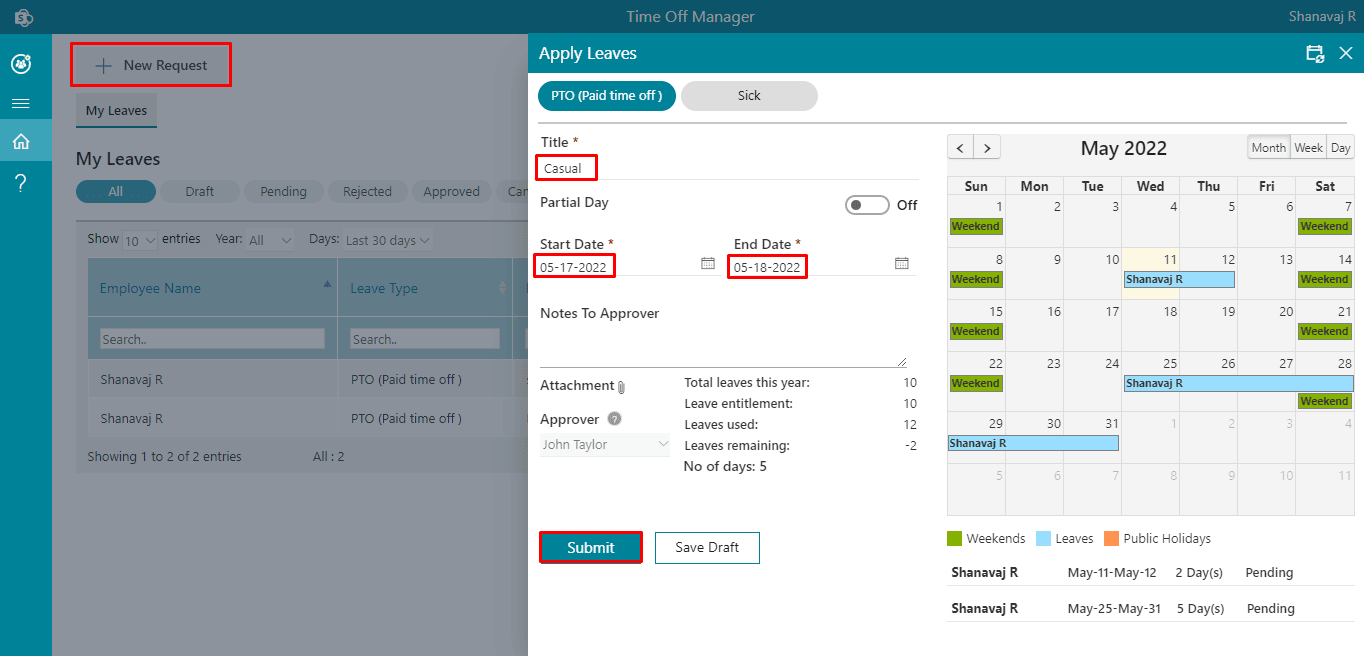 Time Off Manager
Shanavaj R
New Request
My Leaves
My Leaves
All Draft Pending Rejected Approved Can
Show 10 entries Year: All Days: Last 30 days
Employee Name Leave Type
Search.. Search..
Shanavaj R PTO (Paid time off )
Shanavaj R PTO (Paid time off )
Showing 1 to 2 of 2 entries All : 2
Apply Leaves
PTO (Paid time off ) Sick
Title *
Casual
Partial Day Off
Start Date * End Date *
05-17-2022 05-18-2022
Notes To Approver
Attachment
Approver ?
John Taylor
Total leaves this year: 10
Leave entitlement: 10
Leaves used: 12
Leaves remaining: -2
No of days: 5
Submit Save Draft
< > May 2022 Month Week Day
Sun Mon Tue Wed Thu Fri Sat
1 2 3 4 5 6 7
Weekend Weekend
8 9 10 11 12 13 14
Weekend Shanavaj R Weekend
15 16 17 18 19 20 21
Weekend Weekend
22 23 24 25 26 27 28
Weekend Shanavaj R
Weekend
29 30 31 1 2 3 4
Shanavaj R
5 6 7 8 9 10 11
Weekends Leaves Public Holidays
Shanavaj R May-11-May-12 2 Day(s) Pending
Shanavaj R May-25-May-31 5 Day(s) Pending